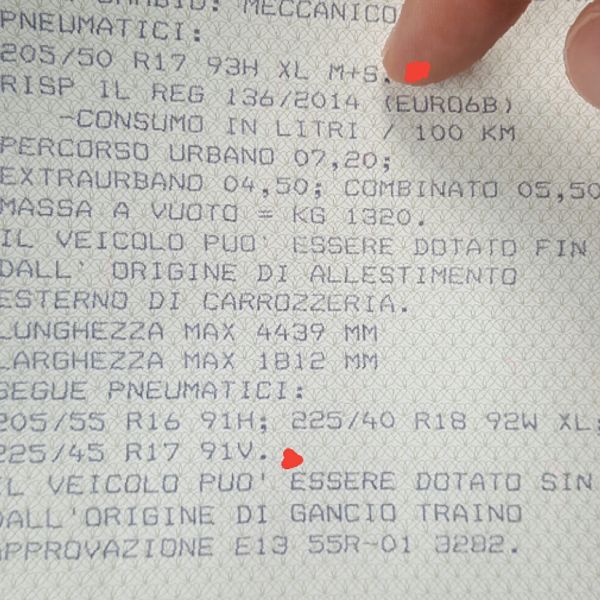 CAMBIO: MECCANICO
PNEUMATICI:
205/50 R17 93H XL M+S.
RISP IL REG 136/2014 (EURO6B)
-CONSUMO IN LITRI / 100 KM
PERCORSO URBANO 07,20;
EXTRAURBANO 04,50; COMBINATO 05,50
MASSA A VUOTO = KG 1320.
IL VEICOLO PUO' ESSERE DOTATO FIN
DALL' ORIGINE DI ALLESTIMENTO
ESTERNO DI CARROZZERIA.
LUNGHEZZA MAX 4439 MM
LARGHEZZA MAX 1812 MM
SEGUE PNEUMATICI:
205/55 R16 91H; 225/40 R18 92W XL;
225/45 R17 91V.
IL VEICOLO PUO' ESSERE DOTATO SIN
DALL'ORIGINE DI GANCIO TRAINO
APPROVAZIONE E13 55R-01 3282.